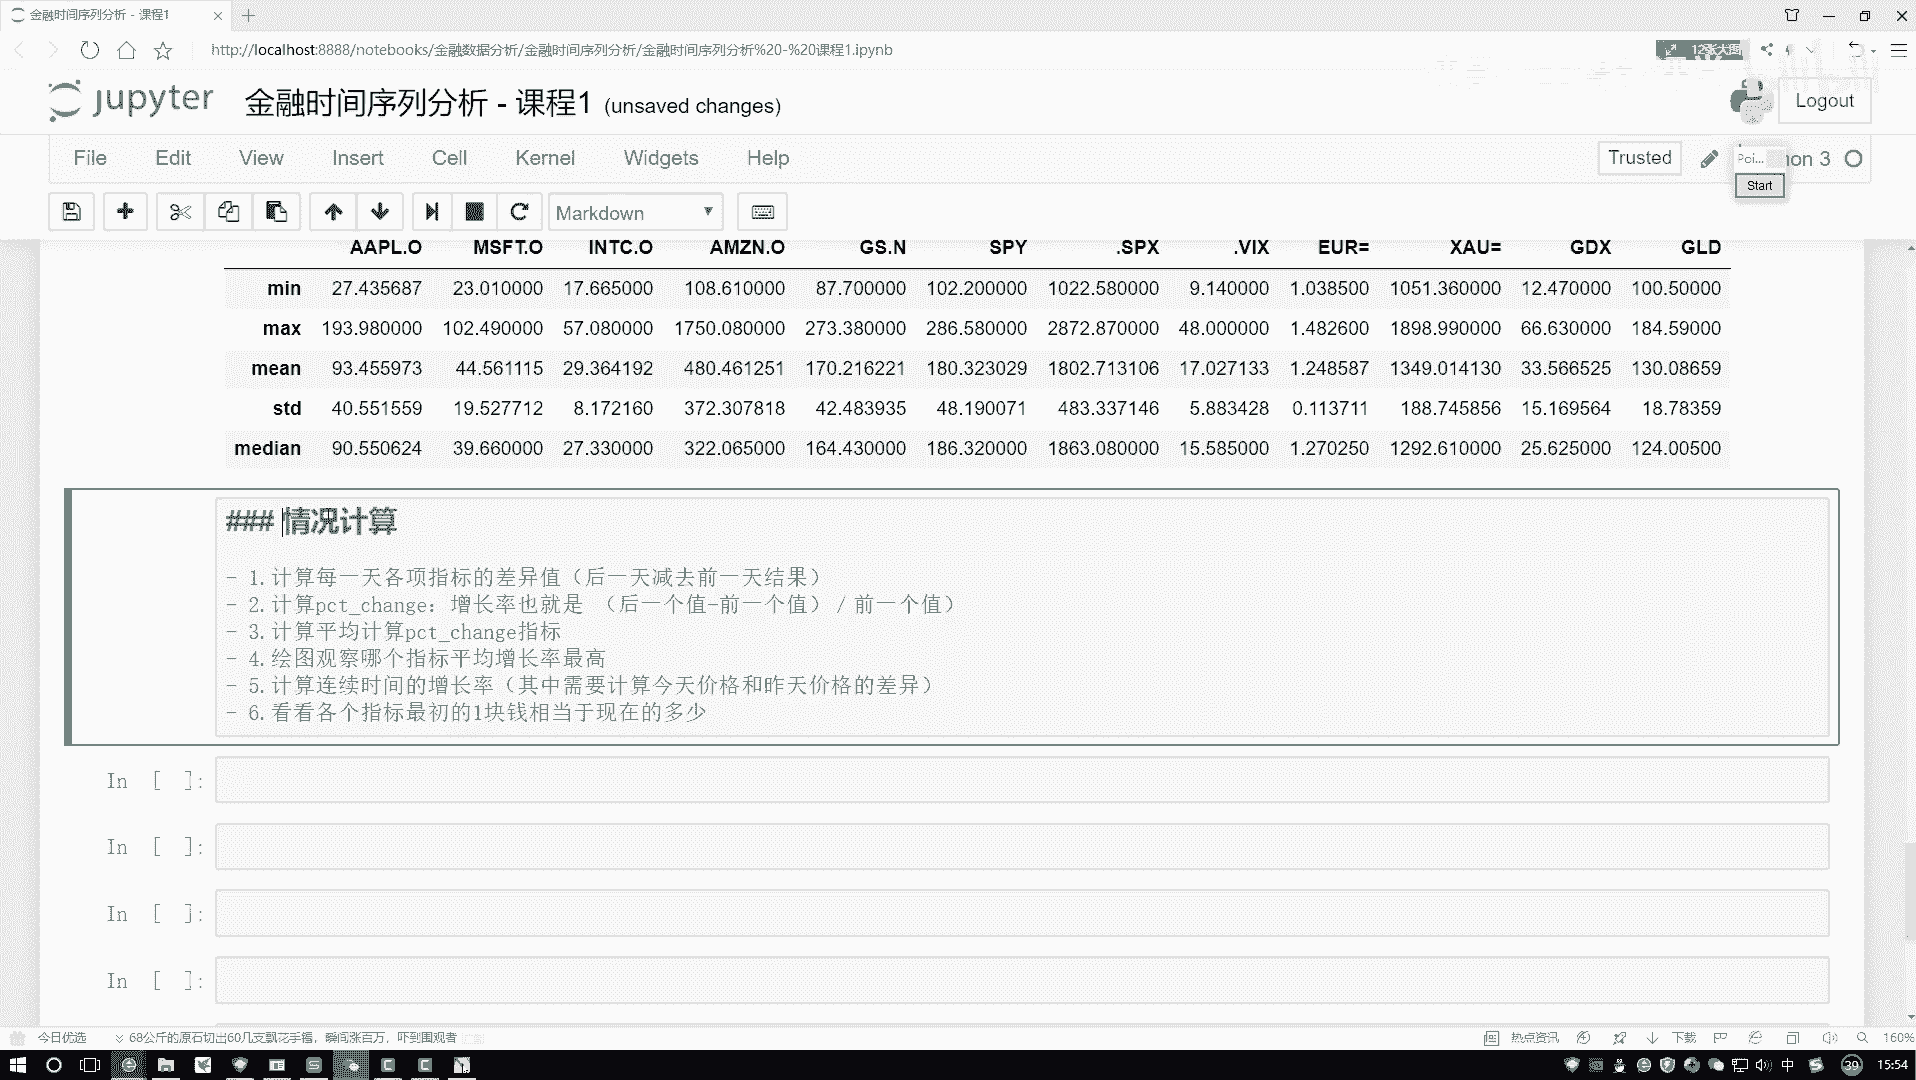 金融时间序列分析 - 课程1
http://localhost:8888/notebooks/金融数据分析/金融时间序列分析/金融时间序列分析%20-%20课程1.ipynb
12张大图
jupyter 金融时间序列分析 - 课程1 (unsaved changes)
Logout
File Edit View Insert Cell Kernel Widgets Help
Trusted
Poi... hon 3
Start
Markdown
AAPL.O MSFT.O INTC.O AMZN.O GS.N SPY .SPX .VIX EUR= XAU= GDX GLD
min 27.435687 23.010000 17.665000 108.610000 87.700000 102.200000 1022.580000 9.140000 1.038500 1051.360000 12.470000 100.50000
max 193.980000 102.490000 57.080000 1750.080000 273.380000 286.580000 2872.870000 48.000000 1.482600 1898.990000 66.630000 184.59000
mean 93.455973 44.561115 29.364192 480.461251 170.216221 180.323029 1802.713106 17.027133 1.248587 1349.014130 33.566525 130.08659
std 40.551559 19.527712 8.172160 372.307818 42.483935 48.190071 483.337146 5.883428 0.113711 188.745856 15.169564 18.78359
median 90.550624 39.660000 27.330000 322.065000 164.430000 186.320000 1863.080000 15.585000 1.270250 1292.610000 25.625000 124.00500
### 情况计算
- 1.计算每一天各项指标的差异值（后一天减去前一天结果）
- 2.计算pct_change：增长率也就是 （后一个值-前一个值）/前一个值）
- 3.计算平均计算pct_change指标
- 4.绘图观察哪个指标平均增长率最高
- 5.计算连续时间的增长率（其中需要计算今天价格和昨天价格的差异）
- 6.看看各个指标最初的1块钱相当于现在的多少
In [ ]:
In [ ]:
In [ ]:
In [ ]:
今日优选 68公斤的原石切出60几支飘花手镯，瞬间涨百万，吓到围观者
热点资讯 下载 160%
中 39 15:54